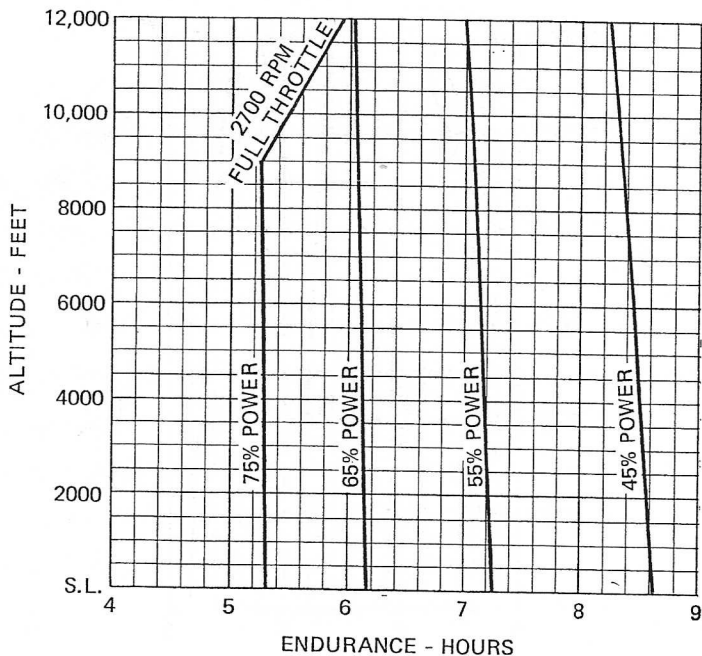 12,000
10,000
8000
6000
4000
2000
S.L.
ALTITUDE - FEET
2700 RPM
FULL THROTTLE
75% POWER
65% POWER
55% POWER
45% POWER
4 5 6 7 8 9
ENDURANCE - HOURS